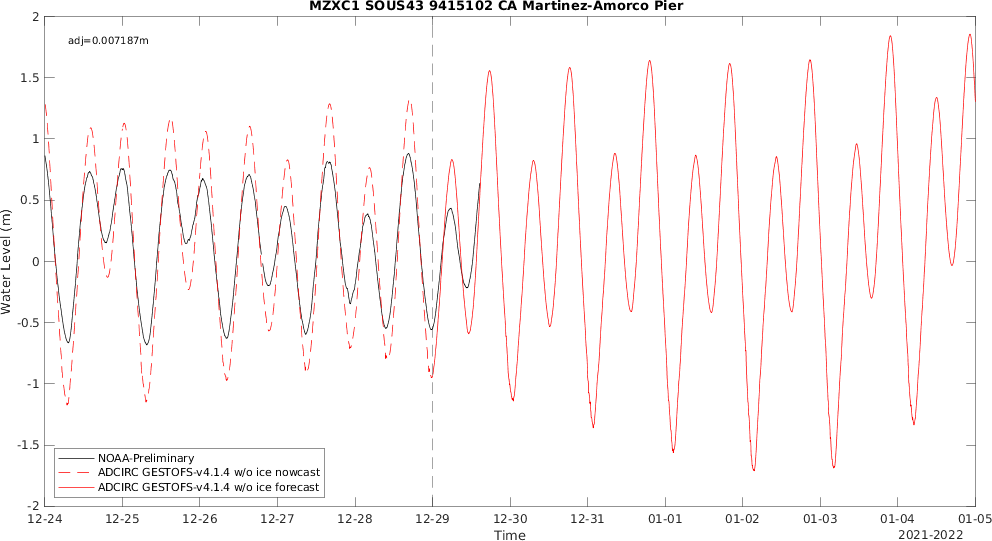 MZXC1 SOUS43 9415102 CA Martinez-Amorco Pier
adj=0.007187m
2
1.5
1
0.5
0
-0.5
-1
-1.5
-2
Water Level (m)
NOAA-Preliminary
ADCIRC GESTOFS-v4.1.4 w/o ice nowcast
ADCIRC GESTOFS-v4.1.4 w/o ice forecast
12-24 12-25 12-26 12-27 12-28 12-29 12-30 12-31 01-01 01-02 01-03 01-04 01-05
Time
2021-2022